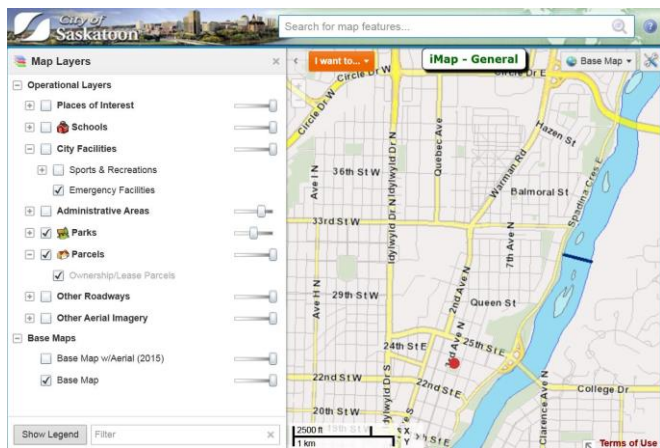 City of
Saskatoon
Search for map features...
Map Layers
Operational Layers
Places of Interest
Schools
City Facilities
Sports & Recreations
Emergency Facilities
Administrative Areas
Parks
Parcels
Ownership/Lease Parcels
Other Roadways
Other Aerial Imagery
Base Maps
Base Map w/Aerial (2015)
Base Map
Show Legend
Filter
I want to...
iMap - General
Base Map
Circle Dr W
Circle Dr E
Circle Dr W
Idylwyld Dr N
Quebec Ave
Hazen St
Warman Rd
Ave I N
36th St W
Idylwyld Dr N
Balmoral St
Spadina Cres E
33rd St W
7th Ave N
Ave H N
29th St W
2nd Ave N
Queen St
24th St E
25th St E
3rd Ave N
22nd St W
22nd St E
College Dr
Idylwyld Dr S
20th St W
Clarence Ave N
19th St W
2500 ft
1 km
X
Y
Terms of Use